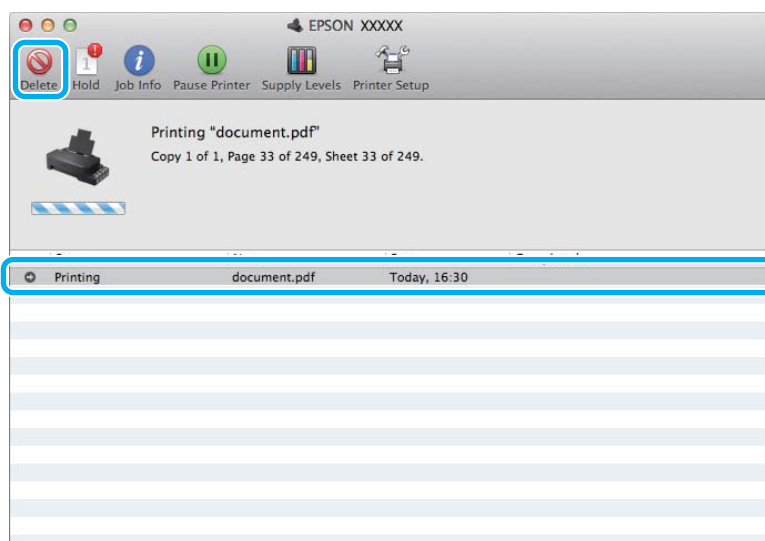 EPSON XXXXX
1
Delete Hold Job Info Pause Printer Supply Levels Printer Setup
Printing "document.pdf"
Copy 1 of 1, Page 33 of 249, Sheet 33 of 249.
Printing document.pdf Today, 16:30